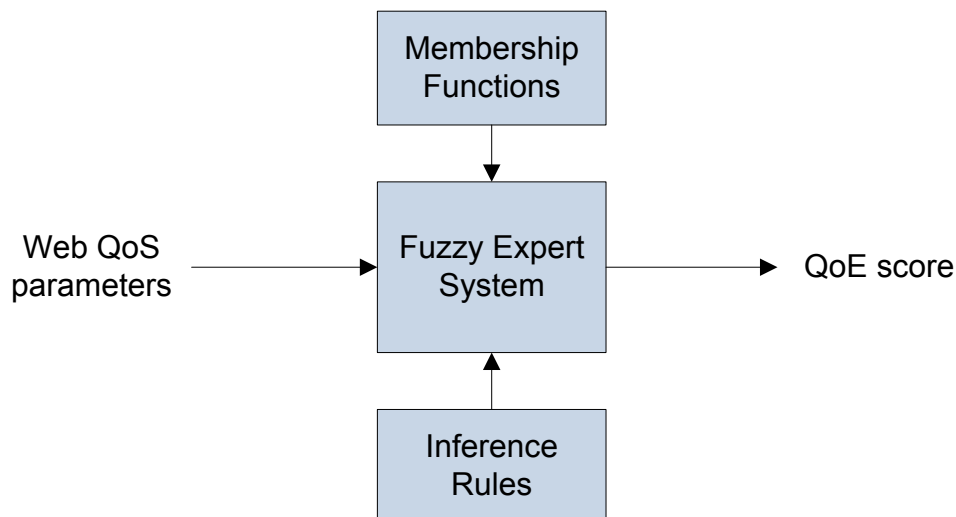 Membership
Functions
Web QoS
parameters
Fuzzy Expert
System
QoE score
Inference
Rules